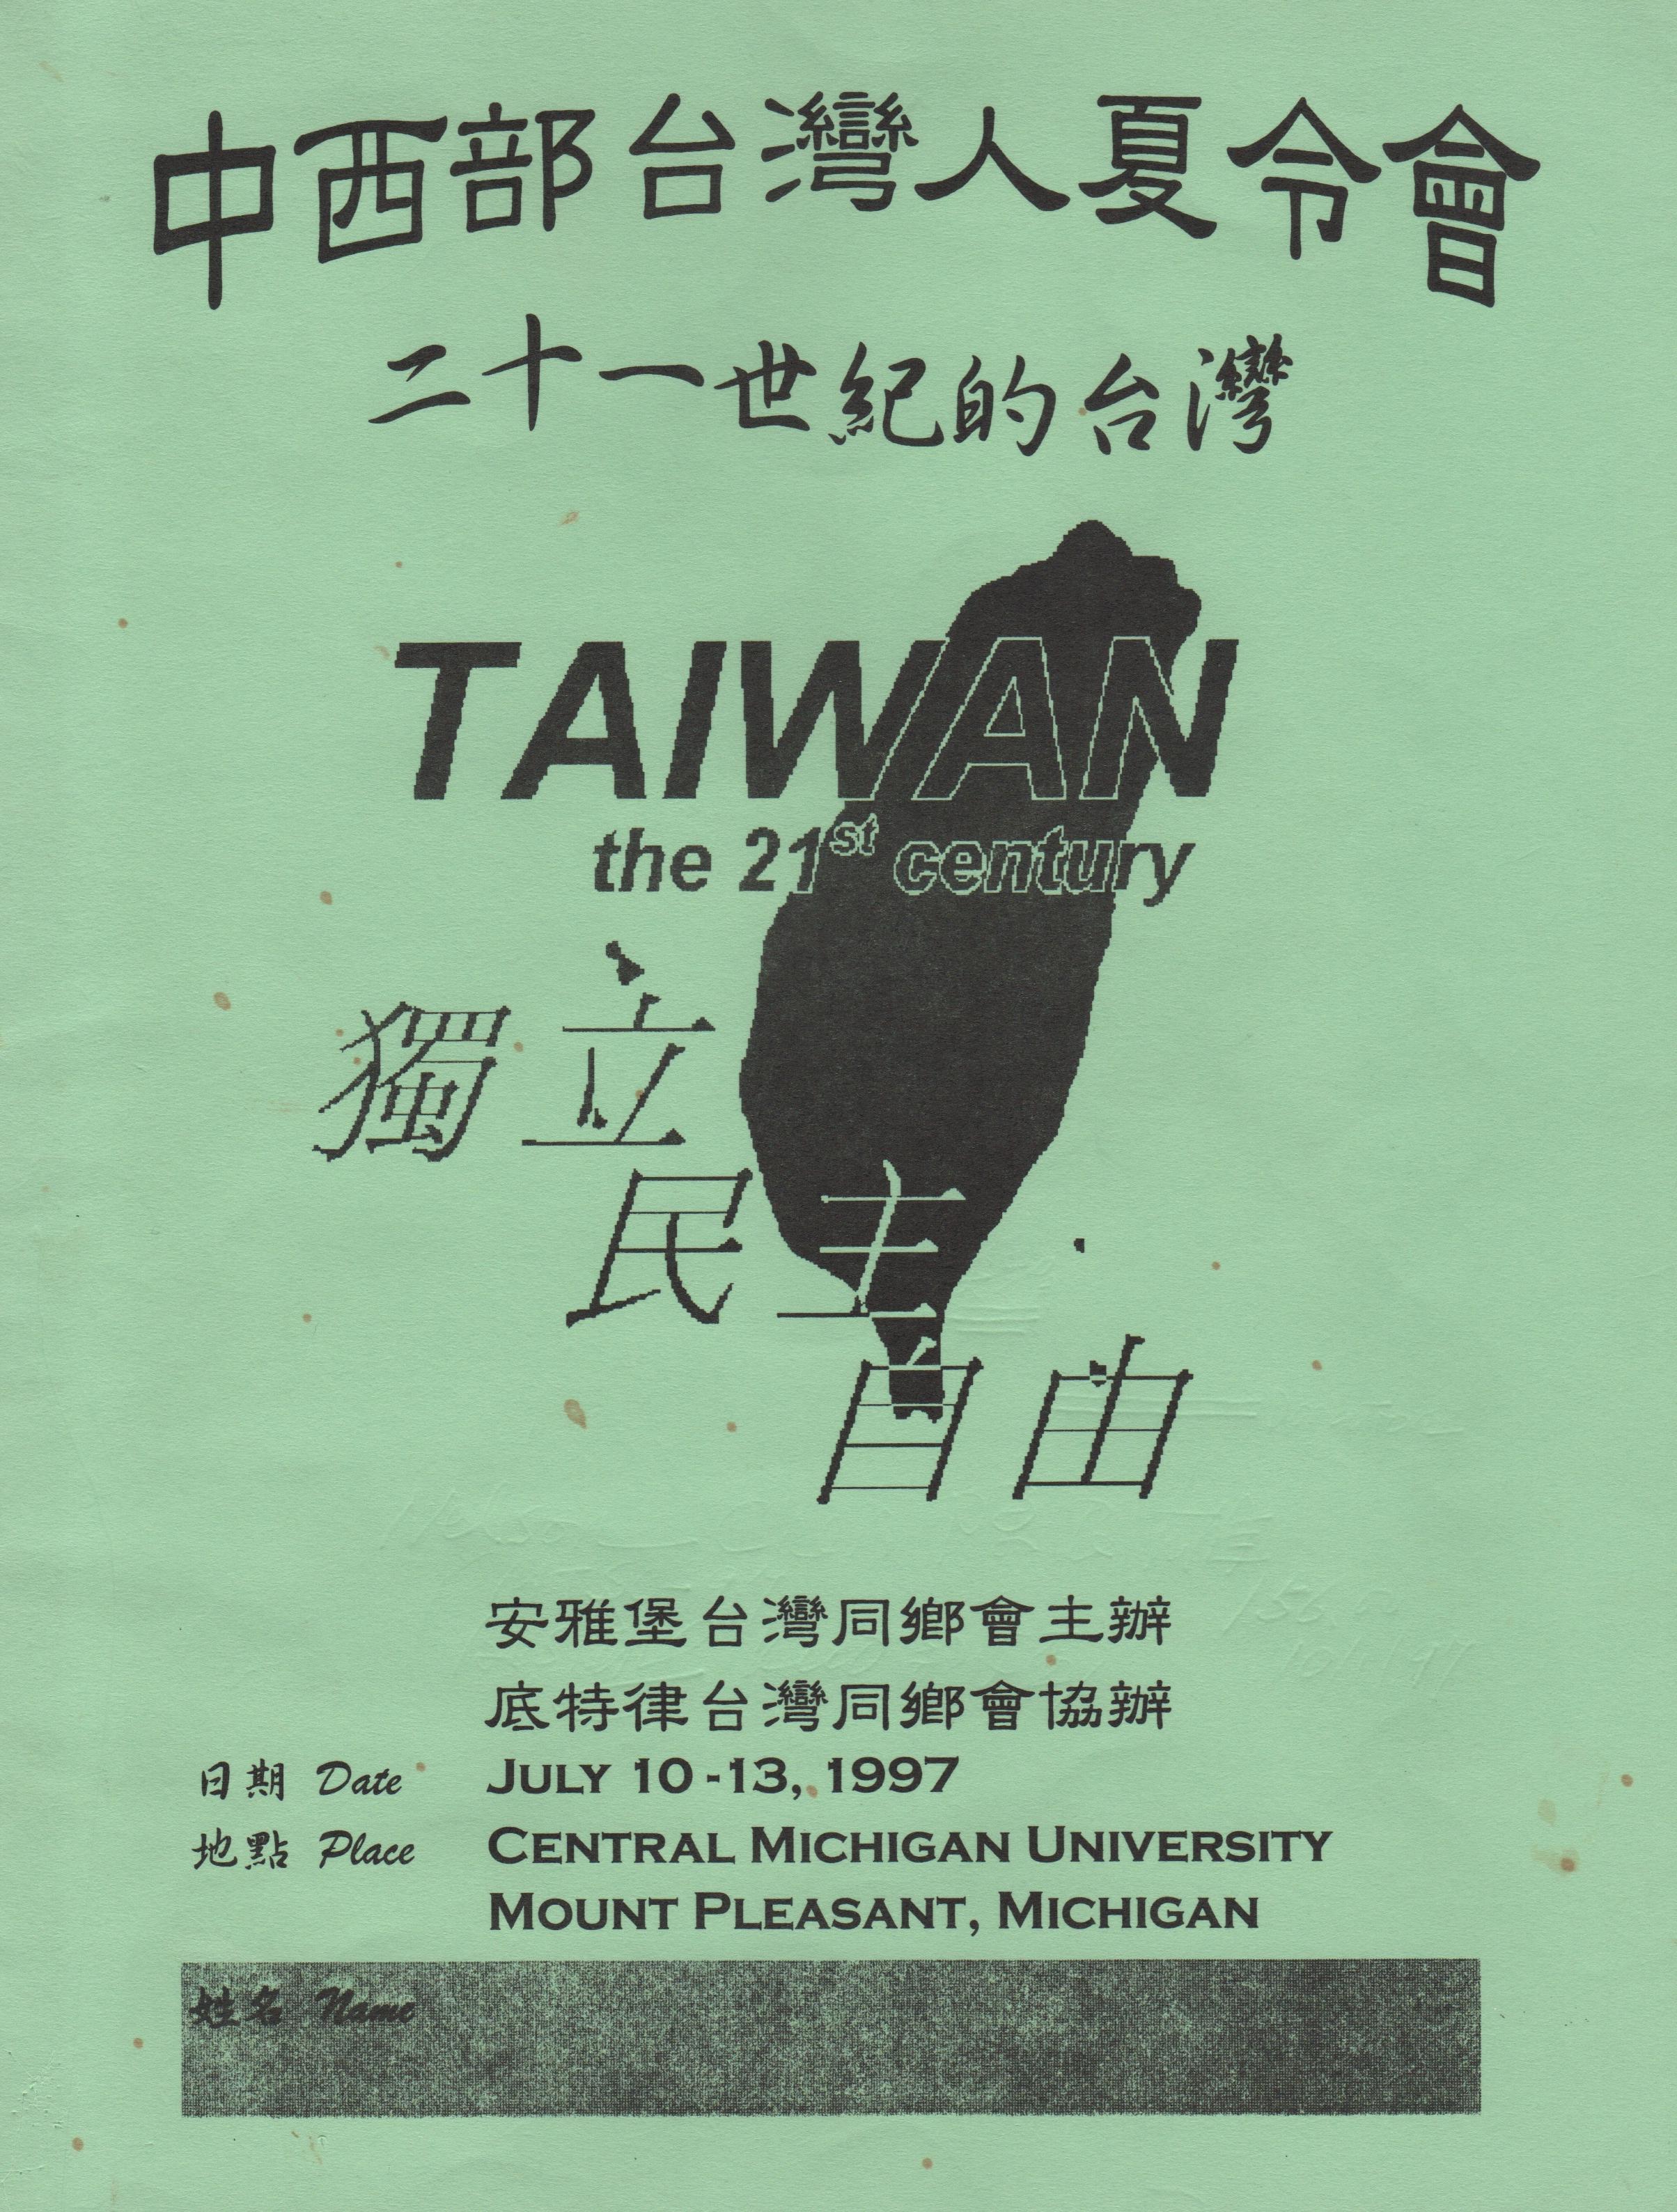 中西部台灣人夏令會
二十一世紀的台灣
TAIWAN
the 21st century
獨立
民主
自由
安雅堡台灣同鄉會主辦
底特律台灣同鄉會協辦
日期 Date JULY 10-13, 1997
地點 Place CENTRAL MICHIGAN UNIVERSITY
MOUNT PLEASANT, MICHIGAN
姓名 Name